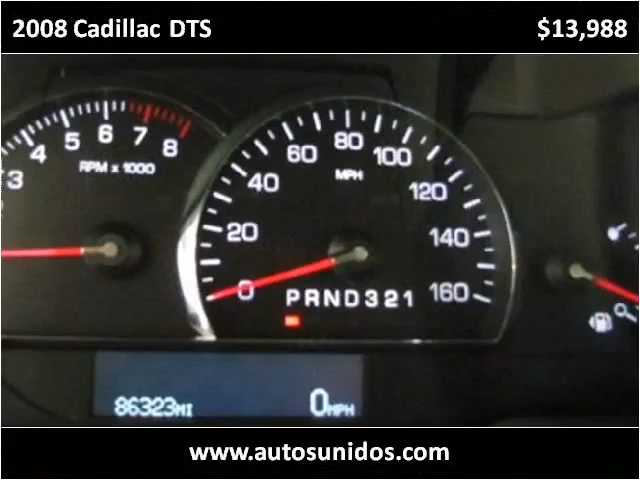 2008 Cadillac DTS $13,988
3 4 5 6 7 8
RPM x 1000
0 20 40 60 80 100 120 140 160
MPH
PRND321
86323MI 0MPH
www.autosunidos.com